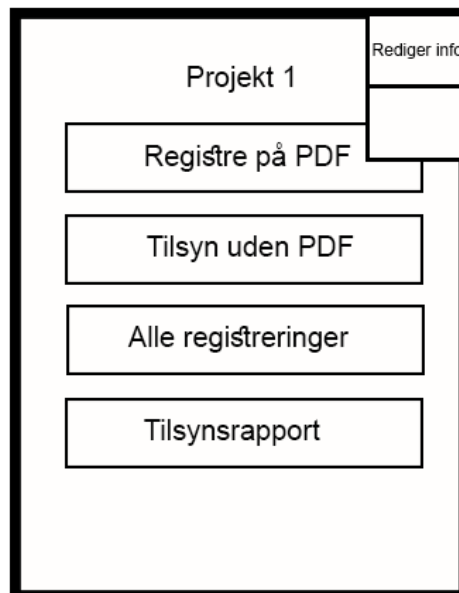 Rediger info
Projekt 1
Registre på PDF
Tilsyn uden PDF
Alle registreringer
Tilsynsrapport